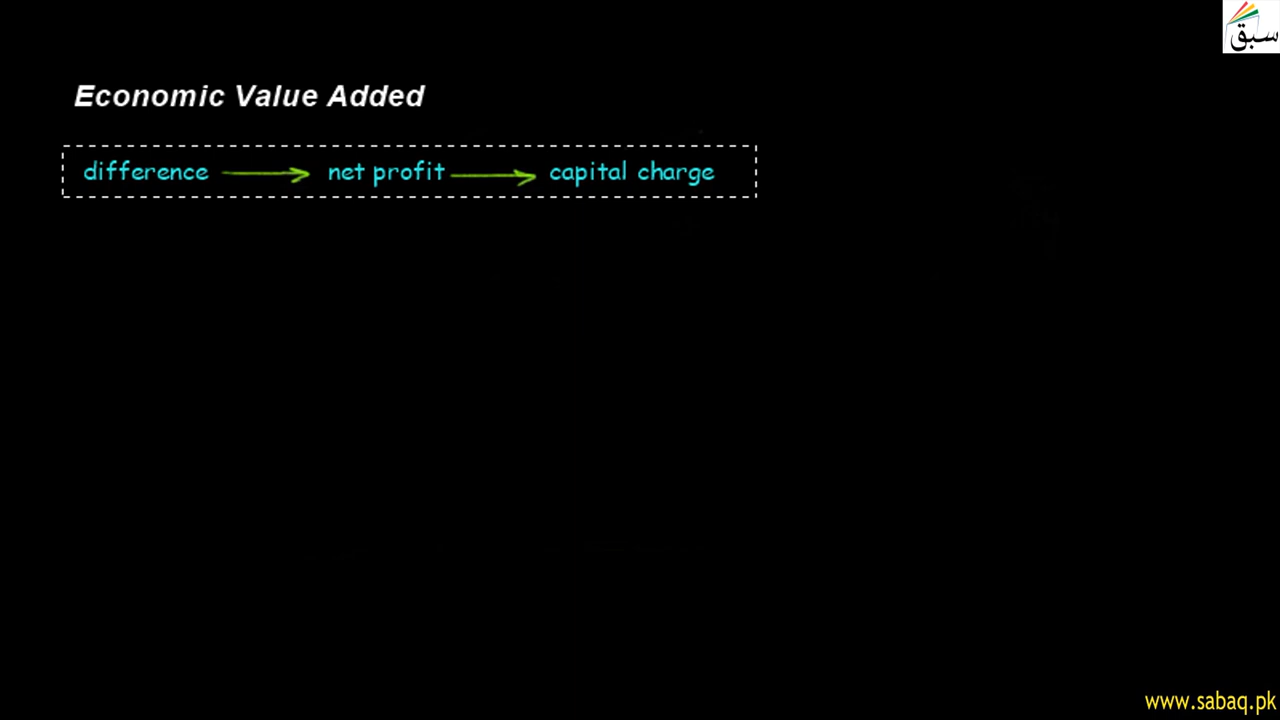 سبق
Economic Value Added
difference → net profit → capital charge
www.sabaq.pk